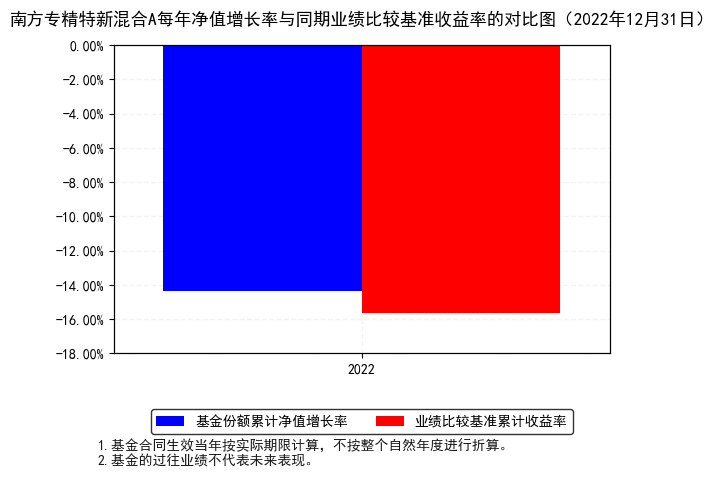 南方专精特新混合A每年净值增长率与同期业绩比较基准收益率的对比图（2022年12月31日）
0.00%
-2.00%
-4.00%
-6.00%
-8.00%
-10.00%
-12.00%
-14.00%
-16.00%
-18.00%
2022
基金份额累计净值增长率 业绩比较基准累计收益率
1.基金合同生效当年按实际期限计算，不按整个自然年度进行折算。
2.基金的过往业绩不代表未来表现。